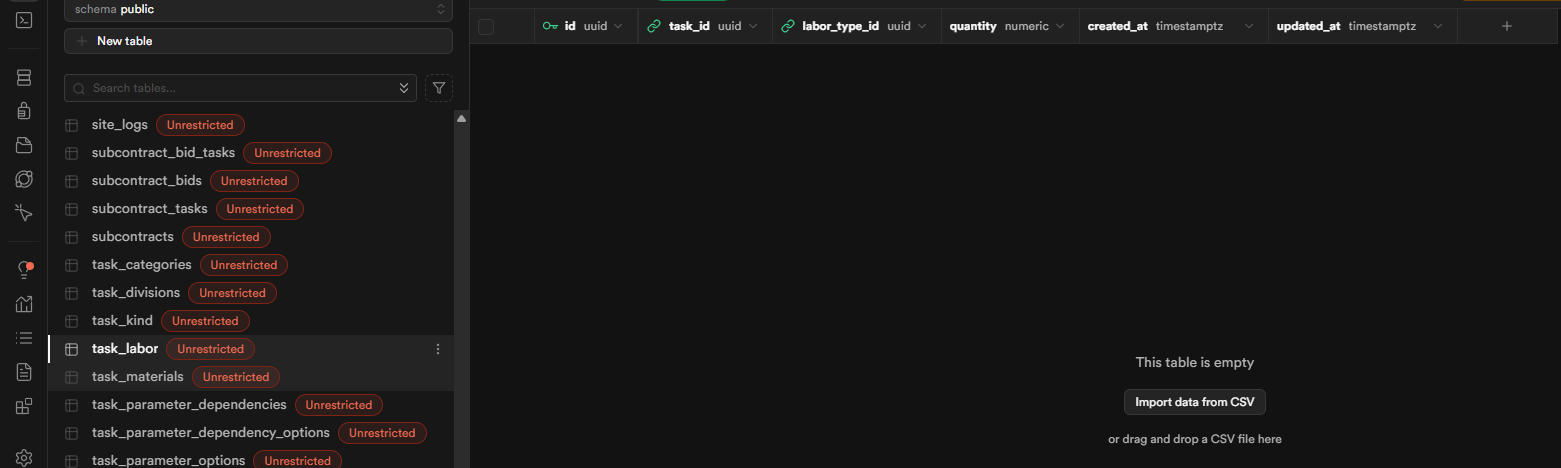 schema public
New table
Search tables...
site_logs Unrestricted
subcontract_bid_tasks Unrestricted
subcontract_bids Unrestricted
subcontract_tasks Unrestricted
subcontracts Unrestricted
task_categories Unrestricted
task_divisions Unrestricted
task_kind Unrestricted
task_labor Unrestricted
task_materials Unrestricted
task_parameter_dependencies Unrestricted
task_parameter_dependency_options Unrestricted
task_parameter_options Unrestricted
id uuid task_id uuid labor_type_id uuid quantity numeric created_at timestamptz updated_at timestamptz
This table is empty
Import data from CSV
or drag and drop a CSV file here